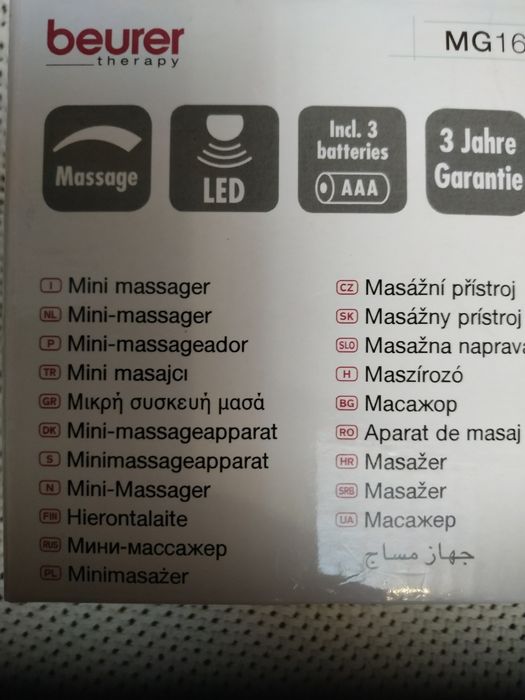 beurer
therapy
MG16
Massage
LED
Incl. 3
batteries
AAA
3 Jahre
Garantie
I Mini massager
NL Mini-massager
P Mini-massageador
TR Mini masajcı
GR Μικρή συσκευή μασά
DK Mini-massageapparat
S Minimassageapparat
N Mini-Massager
FIN Hierontalaite
RUS Мини-массажер
PL Minimasażer
CZ Masážní přístroj
SK Masážny prístroj
SLO Masažna naprava
H Maszírozó
BG Масажор
RO Aparat de masaj
HR Masažer
SRB Masažer
UA Масажер
جهاز مساج